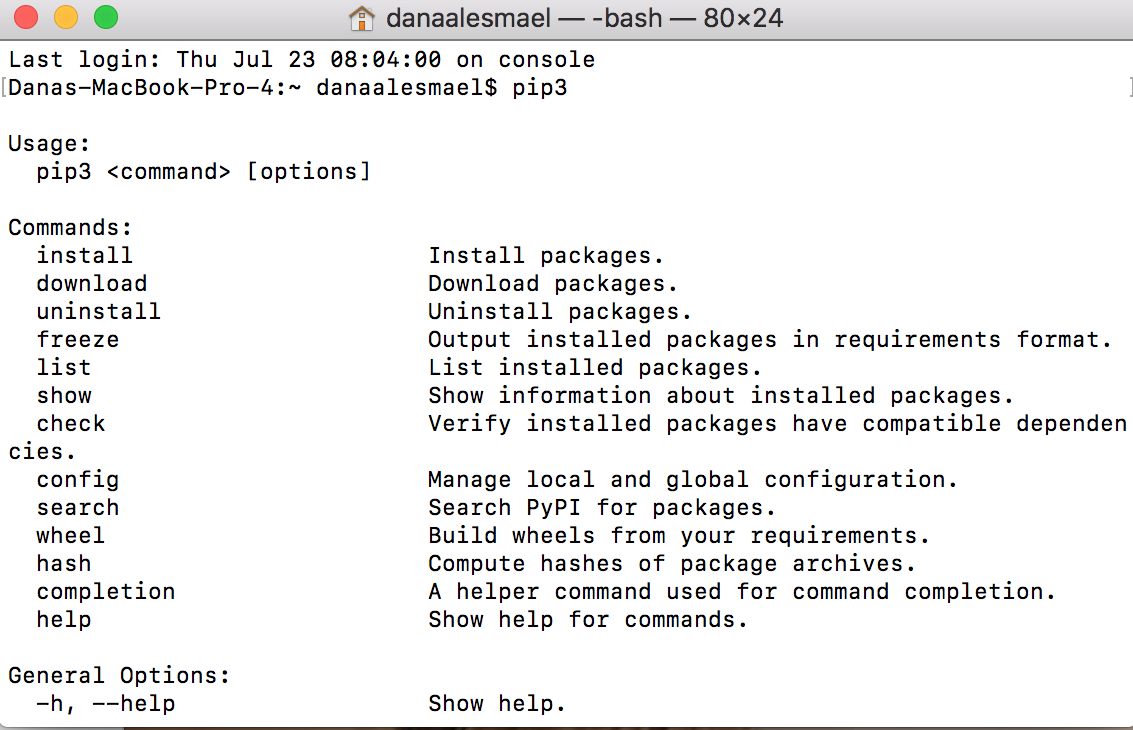 danaalesmael — -bash — 80×24
Last login: Thu Jul 23 08:04:00 on console
[Danas-MacBook-Pro-4:~ danaalesmael$ pip3 ]
Usage:
pip3 <command> [options]
Commands:
install Install packages.
download Download packages.
uninstall Uninstall packages.
freeze Output installed packages in requirements format.
list List installed packages.
show Show information about installed packages.
check Verify installed packages have compatible dependen
cies.
config Manage local and global configuration.
search Search PyPI for packages.
wheel Build wheels from your requirements.
hash Compute hashes of package archives.
completion A helper command used for command completion.
help Show help for commands.
General Options:
-h, --help Show help.